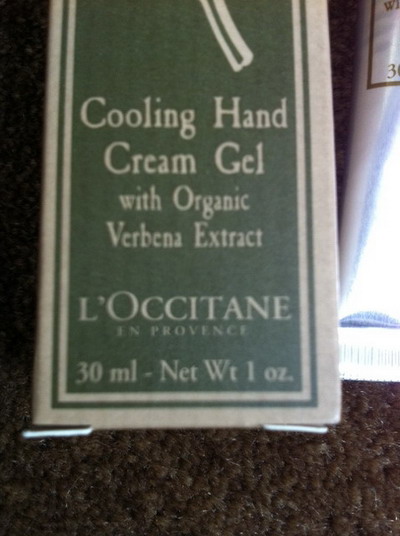 Cooling Hand
Cream Gel
with Organic
Verbena Extract
L'OCCITANE
EN PROVENCE
30 ml - Net Wt 1 oz.